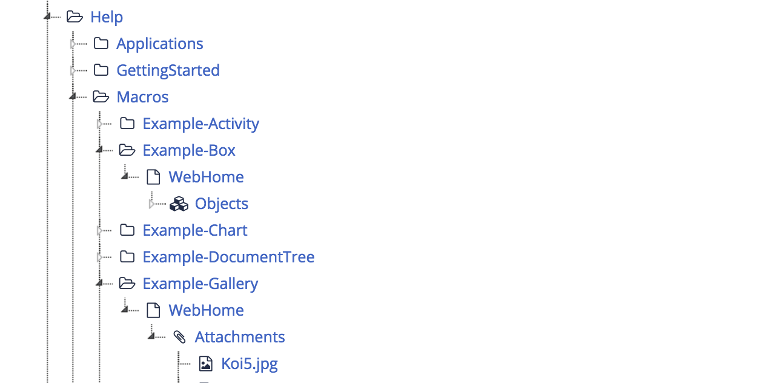 Help
Applications
GettingStarted
Macros
Example-Activity
Example-Box
WebHome
Objects
Example-Chart
Example-DocumentTree
Example-Gallery
WebHome
Attachments
Koi5.jpg